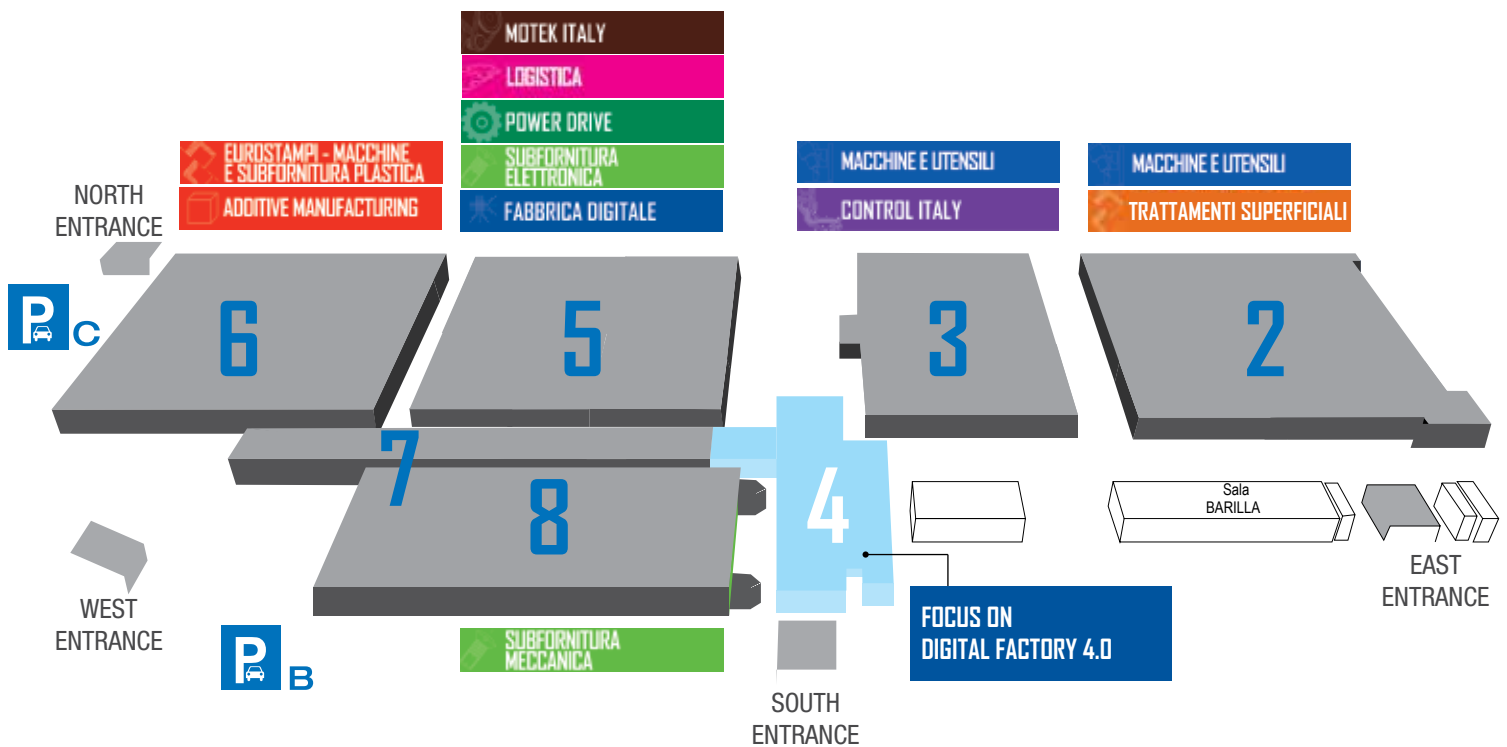 MOTEK ITALY
LOGISTICA
POWER DRIVE
SUBFORNITURA
ELETTRONICA
FABBRICA DIGITALE
EUROSTAMPI - MACCHINE
E SUBFORNITURA PLASTICA
ADDITIVE MANUFACTURING
MACCHINE E UTENSILI
CONTROL ITALY
MACCHINE E UTENSILI
TRATTAMENTI SUPERFICIALI
NORTH
ENTRANCE
P C
6
5
3
2
7
8
4
Sala
BARILLA
EAST
ENTRANCE
WEST
ENTRANCE
P B
SUBFORNITURA
MECCANICA
FOCUS ON
DIGITAL FACTORY 4.0
SOUTH
ENTRANCE